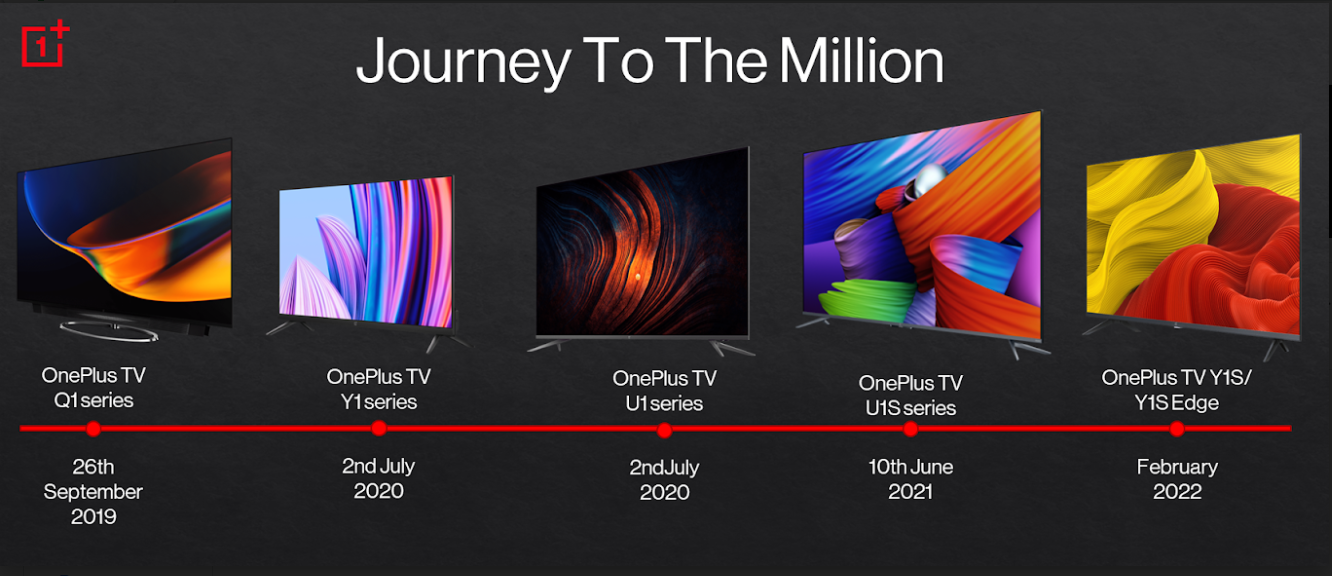 1+
Journey To The Million
OnePlus TV
Q1 series
OnePlus TV
Y1 series
OnePlus TV
U1 series
OnePlus TV
U1S series
OnePlus TV Y1S/
Y1S Edge
26th
September
2019
2nd July
2020
2ndJuly
2020
10th June
2021
February
2022